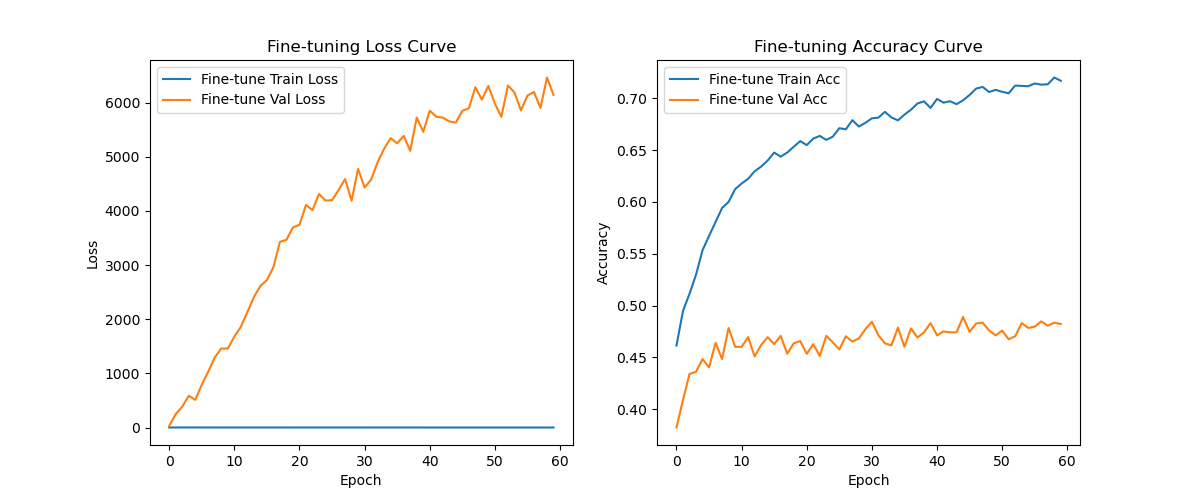 Fine-tuning Loss Curve
Fine-tune Train Loss
Fine-tune Val Loss
6000
5000
4000
3000
2000
1000
0
Loss
0 10 20 30 40 50 60
Epoch
Fine-tuning Accuracy Curve
Fine-tune Train Acc
Fine-tune Val Acc
0.70
0.65
0.60
0.55
0.50
0.45
0.40
Accuracy
0 10 20 30 40 50 60
Epoch